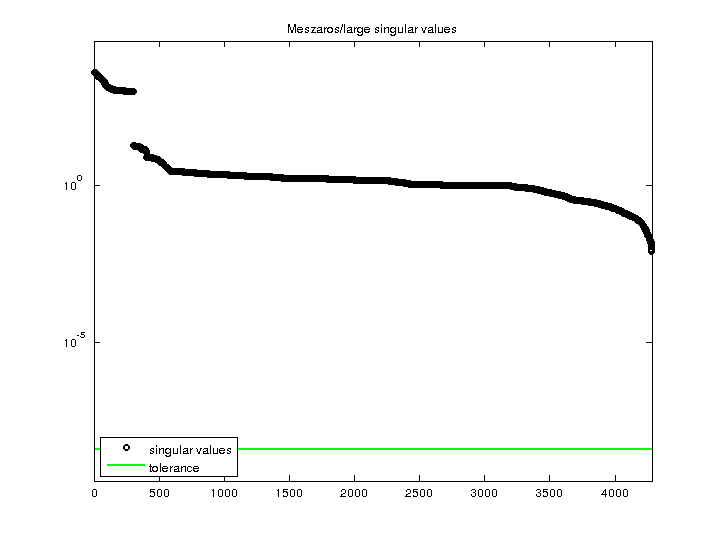 Meszaros/large singular values
10^0
10^-5
singular values
tolerance
0 500 1000 1500 2000 2500 3000 3500 4000